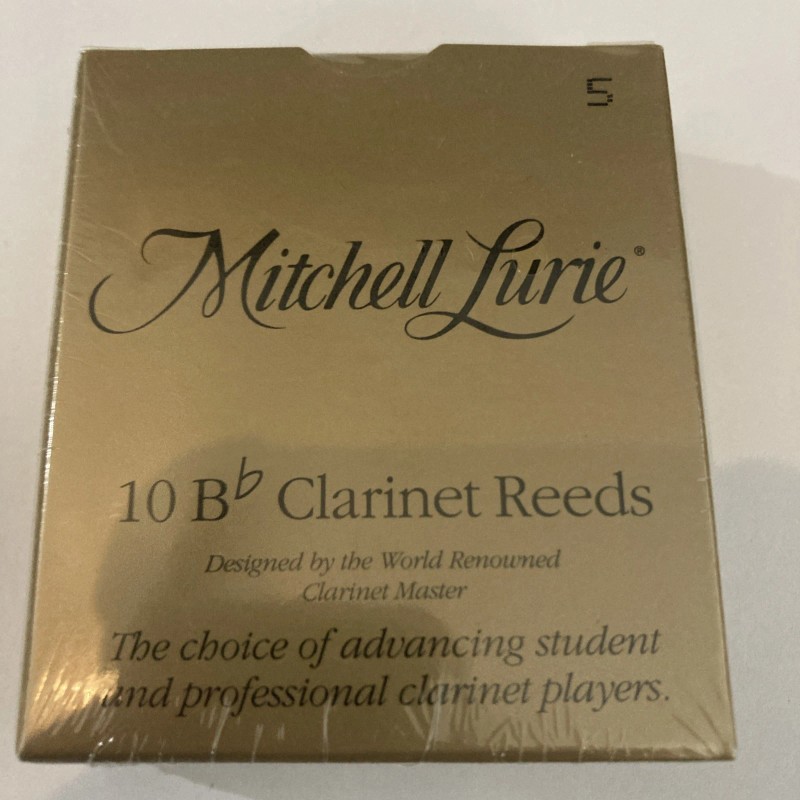 5
Mitchell Lurie®
10 B♭ Clarinet Reeds
Designed by the World Renowned
Clarinet Master
The choice of advancing student
and professional clarinet players.